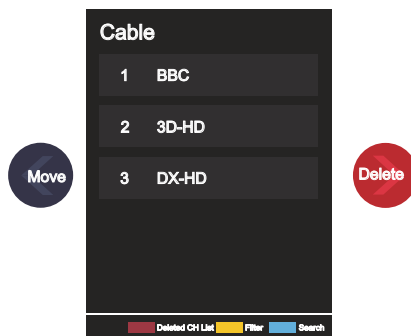 Cable
1 BBC
2 3D-HD
3 DX-HD
Move
Delete
Deleted CH List Filter Search